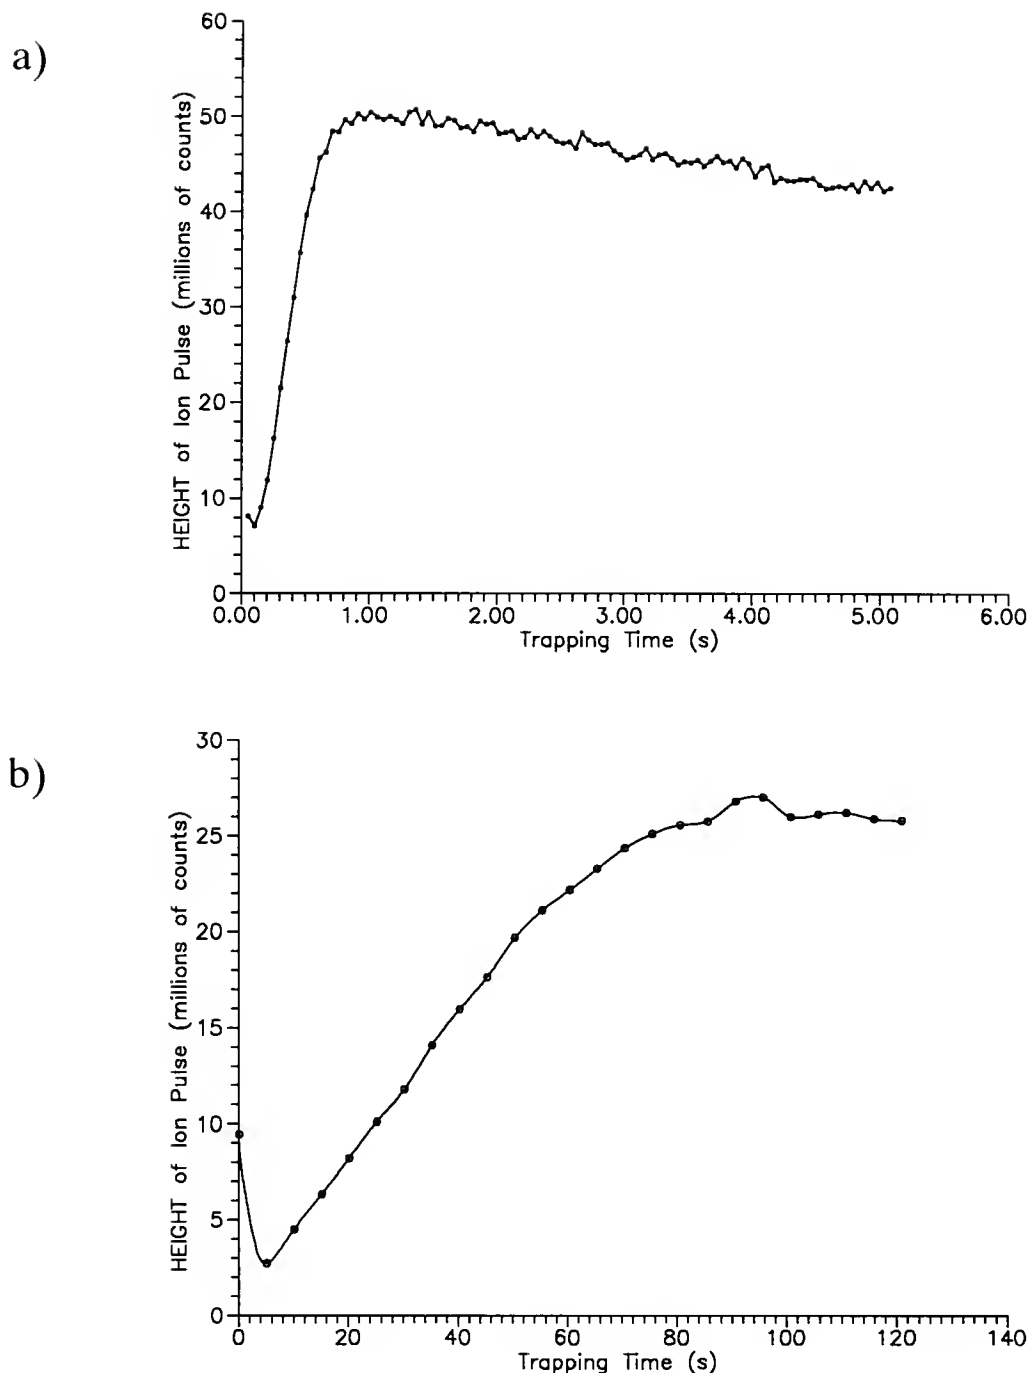 a)
HEIGHT of Ion Pulse (millions of counts)
60
50
40
30
20
10
0
0.00 1.00 2.00 3.00 4.00 5.00 6.00
Trapping Time (s)
b)
HEIGHT of Ion Pulse (millions of counts)
30
25
20
15
10
5
0
0 20 40 60 80 100 120 140
Trapping Time (s)